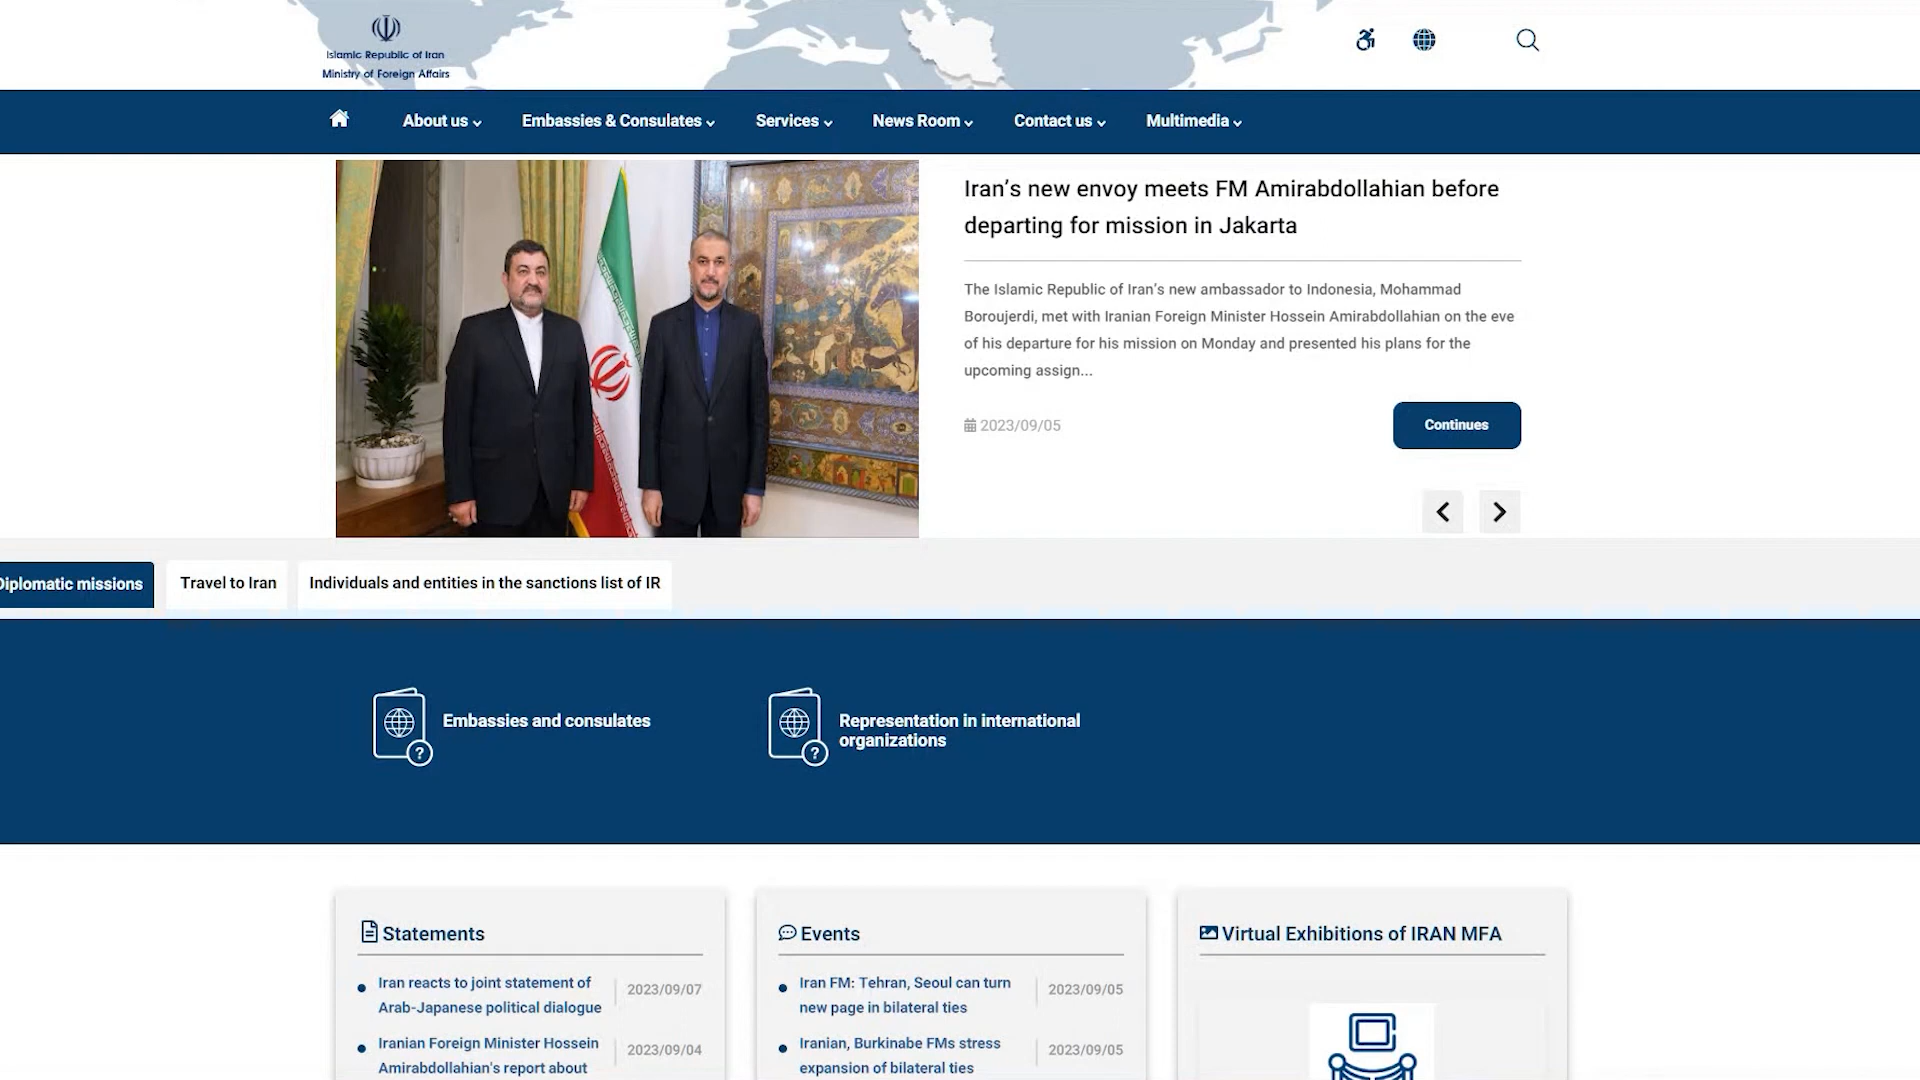 Islamic Republic of Iran
Ministry of Foreign Affairs
About us
Embassies & Consulates
Services
News Room
Contact us
Multimedia
Iran’s new envoy meets FM Amirabdollahian before
departing for mission in Jakarta
The Islamic Republic of Iran’s new ambassador to Indonesia, Mohammad
Boroujerdi, met with Iranian Foreign Minister Hossein Amirabdollahian on the eve
of his departure for his mission on Monday and presented his plans for the
upcoming assign...
2023/09/05
Continues
Diplomatic missions
Travel to Iran
Individuals and entities in the sanctions list of IR
Embassies and consulates
Representation in international
organizations
Statements
Iran reacts to joint statement of
Arab-Japanese political dialogue
2023/09/07
Iranian Foreign Minister Hossein
Amirabdollahian's report about
2023/09/04
Events
Iran FM: Tehran, Seoul can turn
new page in bilateral ties
2023/09/05
Iranian, Burkinabe FMs stress
expansion of bilateral ties
2023/09/05
Virtual Exhibitions of IRAN MFA